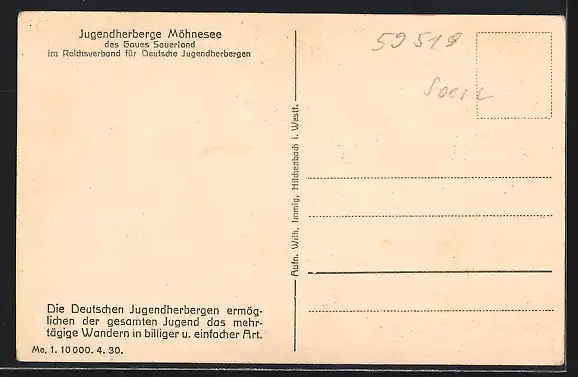 Jugendherberge Möhnesee
des Gaues Sauerland
im Reichsverband für Deutsche Jugendherbergen
Die Deutschen Jugendherbergen ermög-
lichen der gesamten Jugend das mehr-
tägige Wandern in billiger u. einfacher Art.
Me. 1. 10000. 4. 30.
Aufn. Wilh. Immig, Hilchenbach i. Westf.
59519
Soest